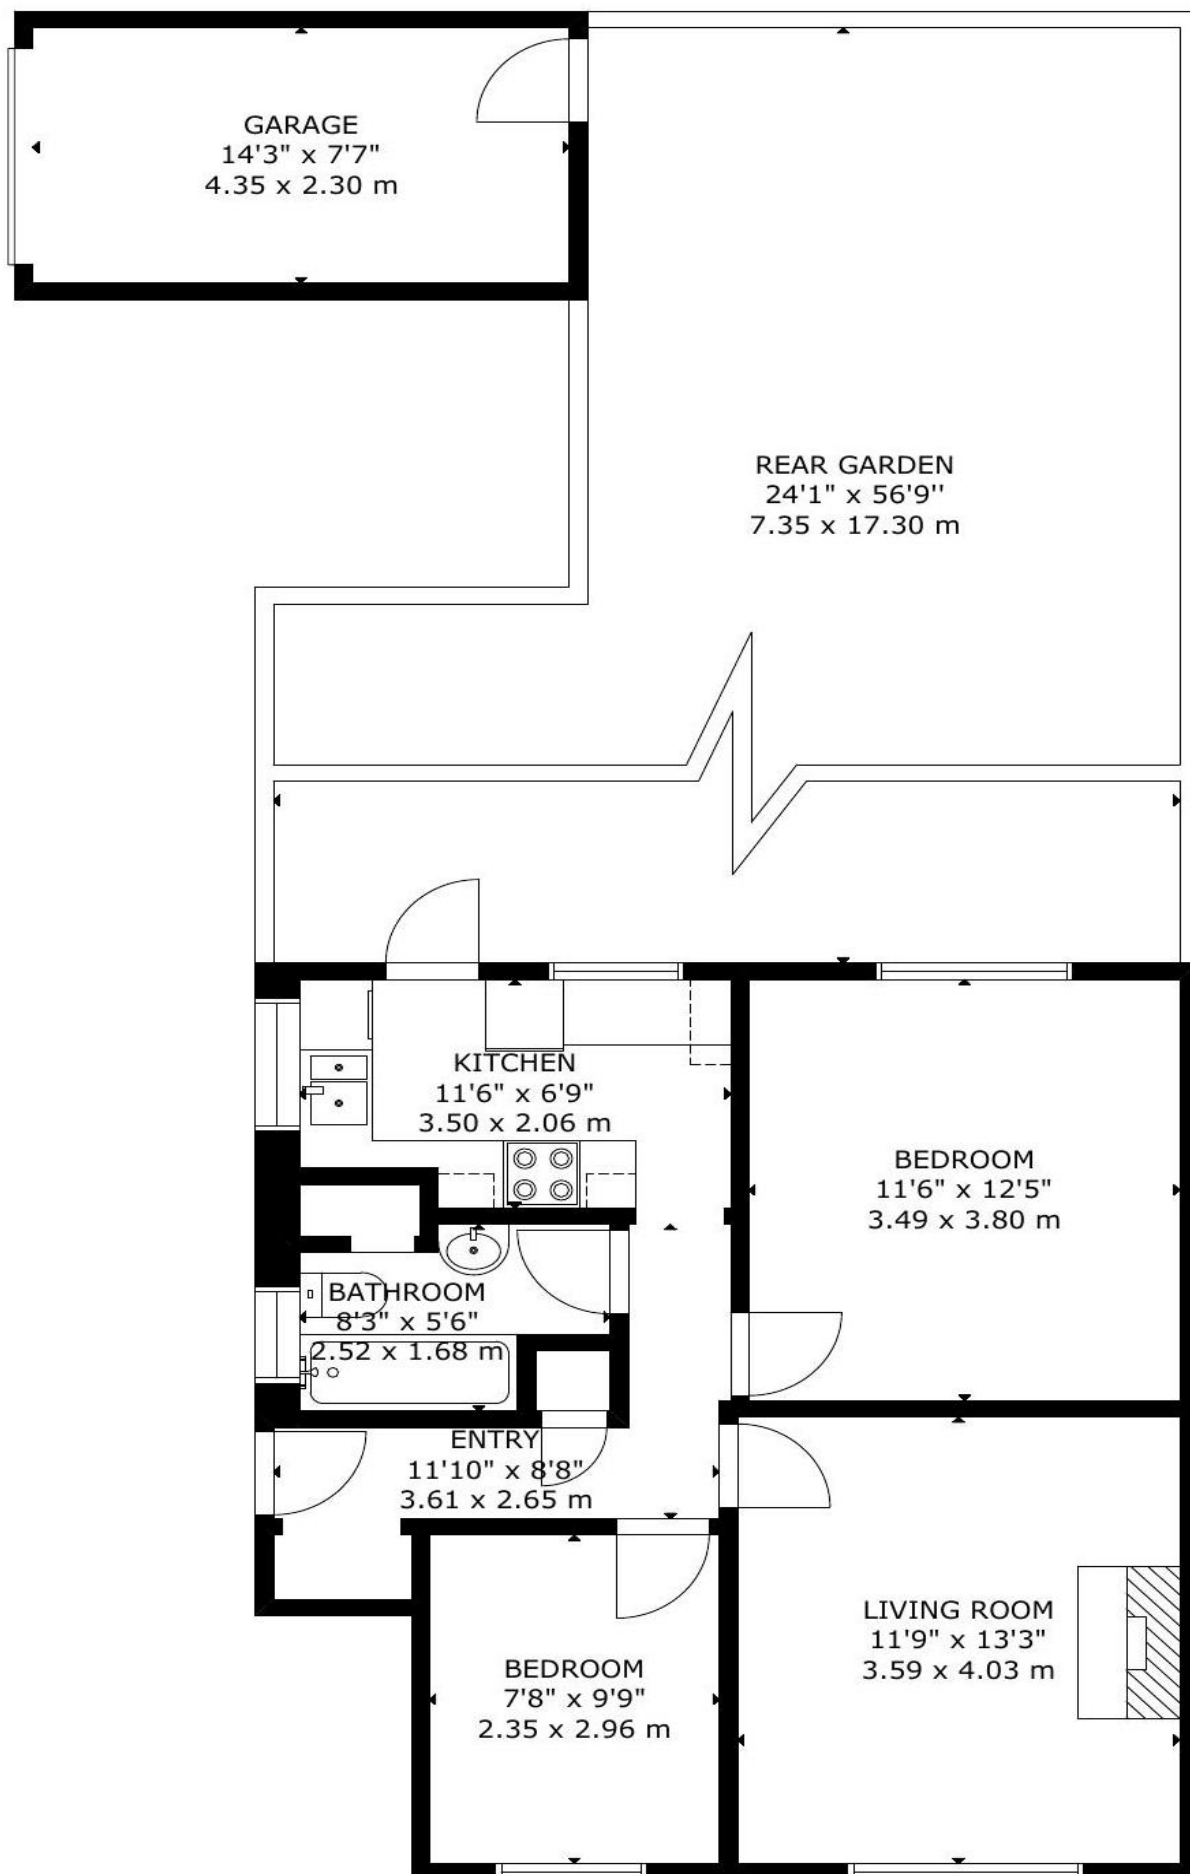 GARAGE
14'3" x 7'7"
4.35 x 2.30 m
REAR GARDEN
24'1" x 56'9''
7.35 x 17.30 m
KITCHEN
11'6" x 6'9"
3.50 x 2.06 m
BEDROOM
11'6" x 12'5"
3.49 x 3.80 m
BATHROOM
8'3" x 5'6"
2.52 x 1.68 m
ENTRY
11'10" x 8'8"
3.61 x 2.65 m
LIVING ROOM
11'9" x 13'3"
3.59 x 4.03 m
BEDROOM
7'8" x 9'9"
2.35 x 2.96 m